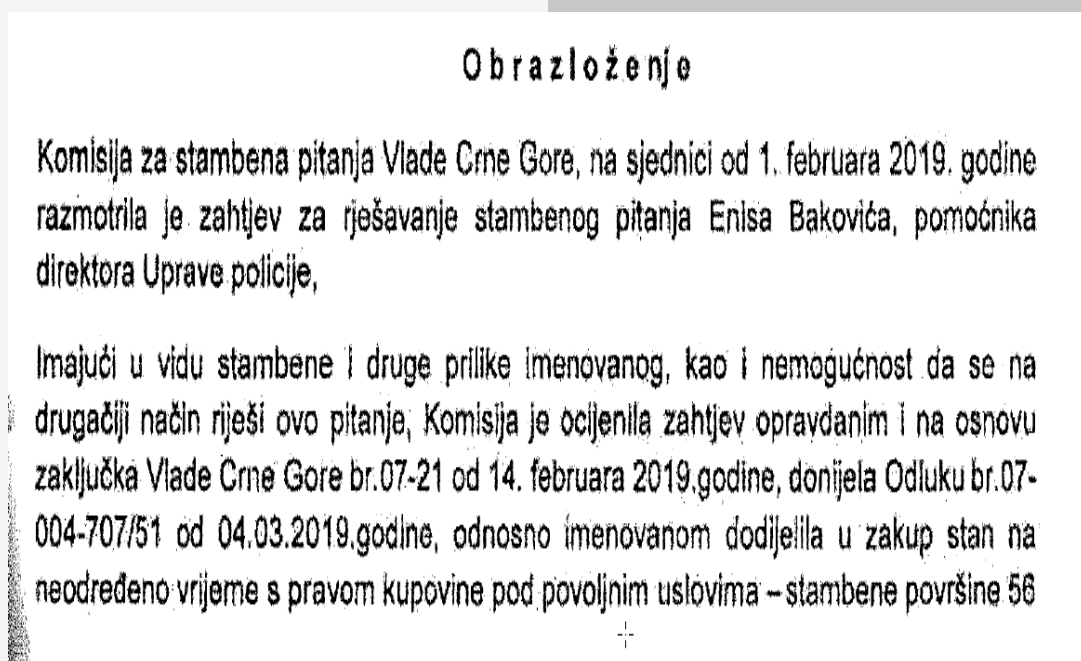 Obrazloženje
Komisija za stambena pitanja Vlade Crne Gore, na sjednici od 1. februara 2019. godine
razmotrila je zahtjev za rješavanje stambenog pitanja Enisa Bakovića, pomoćnika
direktora Uprave policije,
Imajući u vidu stambene i druge prilike imenovanog, kao i nemogućnost da se na
drugačiji način riješi ovo pitanje, Komisija je ocijenila zahtjev opravdanim i na osnovu
zaključka Vlade Crne Gore br.07-21 od 14. februara 2019.godine, donijela Odluku br.07-
004-707/51 od 04.03.2019.godine, odnosno imenovanom dodijelila u zakup stan na
neodređeno vrijeme s pravom kupovine pod povoljnim uslovima – stambene površine 56